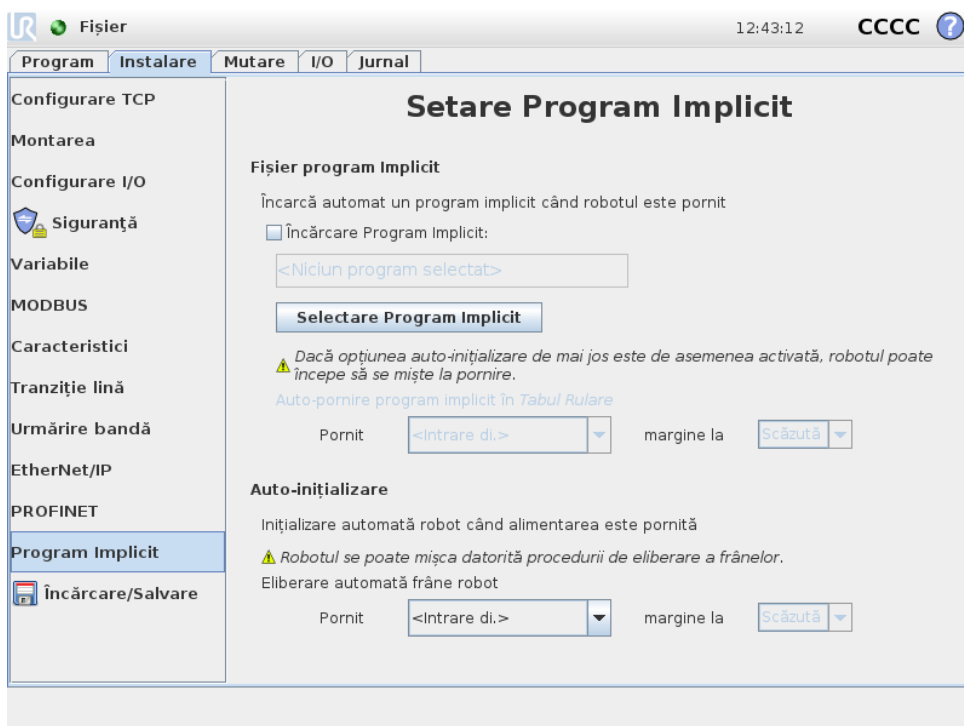 UR Fișier 12:43:12 CCCC ?
Program Instalare Mutare I/O Jurnal
Configurare TCP
Montarea
Configurare I/O
Siguranță
Variabile
MODBUS
Caracteristici
Tranziție lină
Urmărire bandă
EtherNet/IP
PROFINET
Program Implicit
Încărcare/Salvare
Setare Program Implicit
Fișier program Implicit
Încarcă automat un program implicit când robotul este pornit
Încărcare Program Implicit:
<Niciun program selectat>
Selectare Program Implicit
Dacă opțiunea auto-inițializare de mai jos este de asemenea activată, robotul poate
începe să se miște la pornire.
Auto-pornire program implicit în Tabul Rulare
Pornit <Intrare di.> margine la Scăzută
Auto-inițializare
Inițializare automată robot când alimentarea este pornită
Robotul se poate mișca datorită procedurii de eliberare a frânelor.
Eliberare automată frâne robot
Pornit <Intrare di.> margine la Scăzută